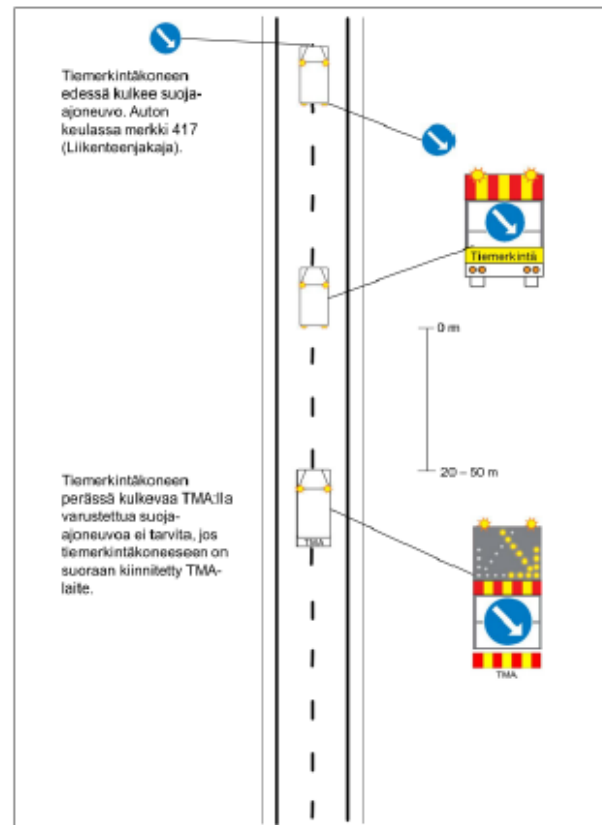 Tiemerkintäkoneen
edessä kulkee suoja-
ajoneuvo. Auton
keulassa merkki 417
(Liikenteenjakaja).
Tiemerkintä
0 m
20 – 50 m
Tiemerkintäkoneen
perässä kulkevaa TMA:lla
varustettua suoja-
ajoneuvoa ei tarvita, jos
tiemerkintäkoneeseen on
suoraan kiinnitetty TMA-
laite.
TMA
TMA